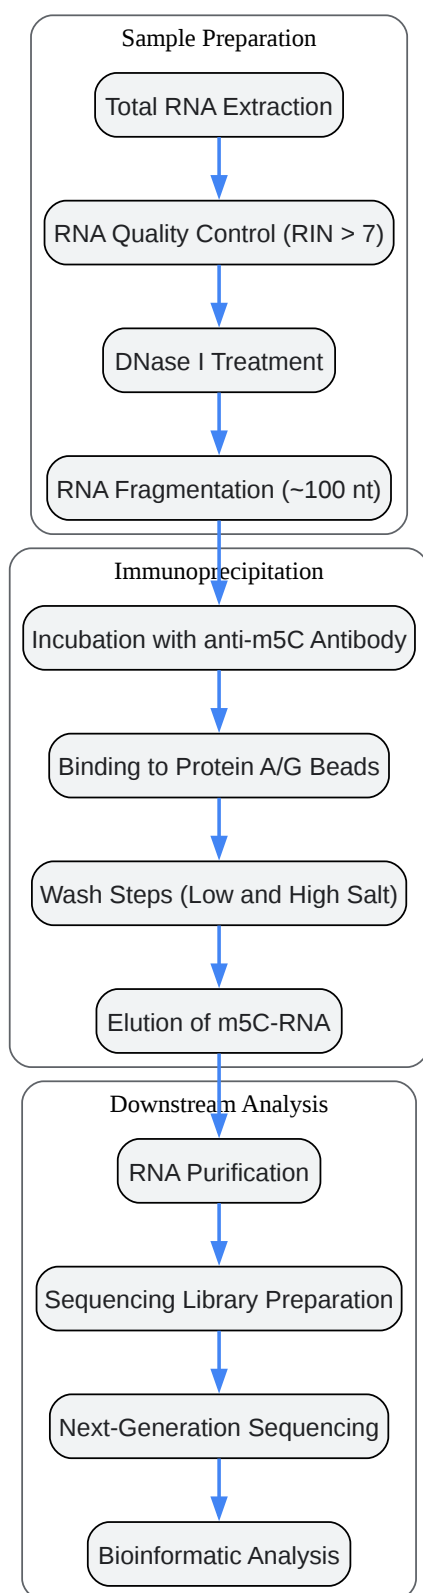 Sample Preparation
Total RNA Extraction
RNA Quality Control (RIN > 7)
DNase I Treatment
RNA Fragmentation (~100 nt)
Immunoprecipitation
Incubation with anti-m5C Antibody
Binding to Protein A/G Beads
Wash Steps (Low and High Salt)
Elution of m5C-RNA
Downstream Analysis
RNA Purification
Sequencing Library Preparation
Next-Generation Sequencing
Bioinformatic Analysis